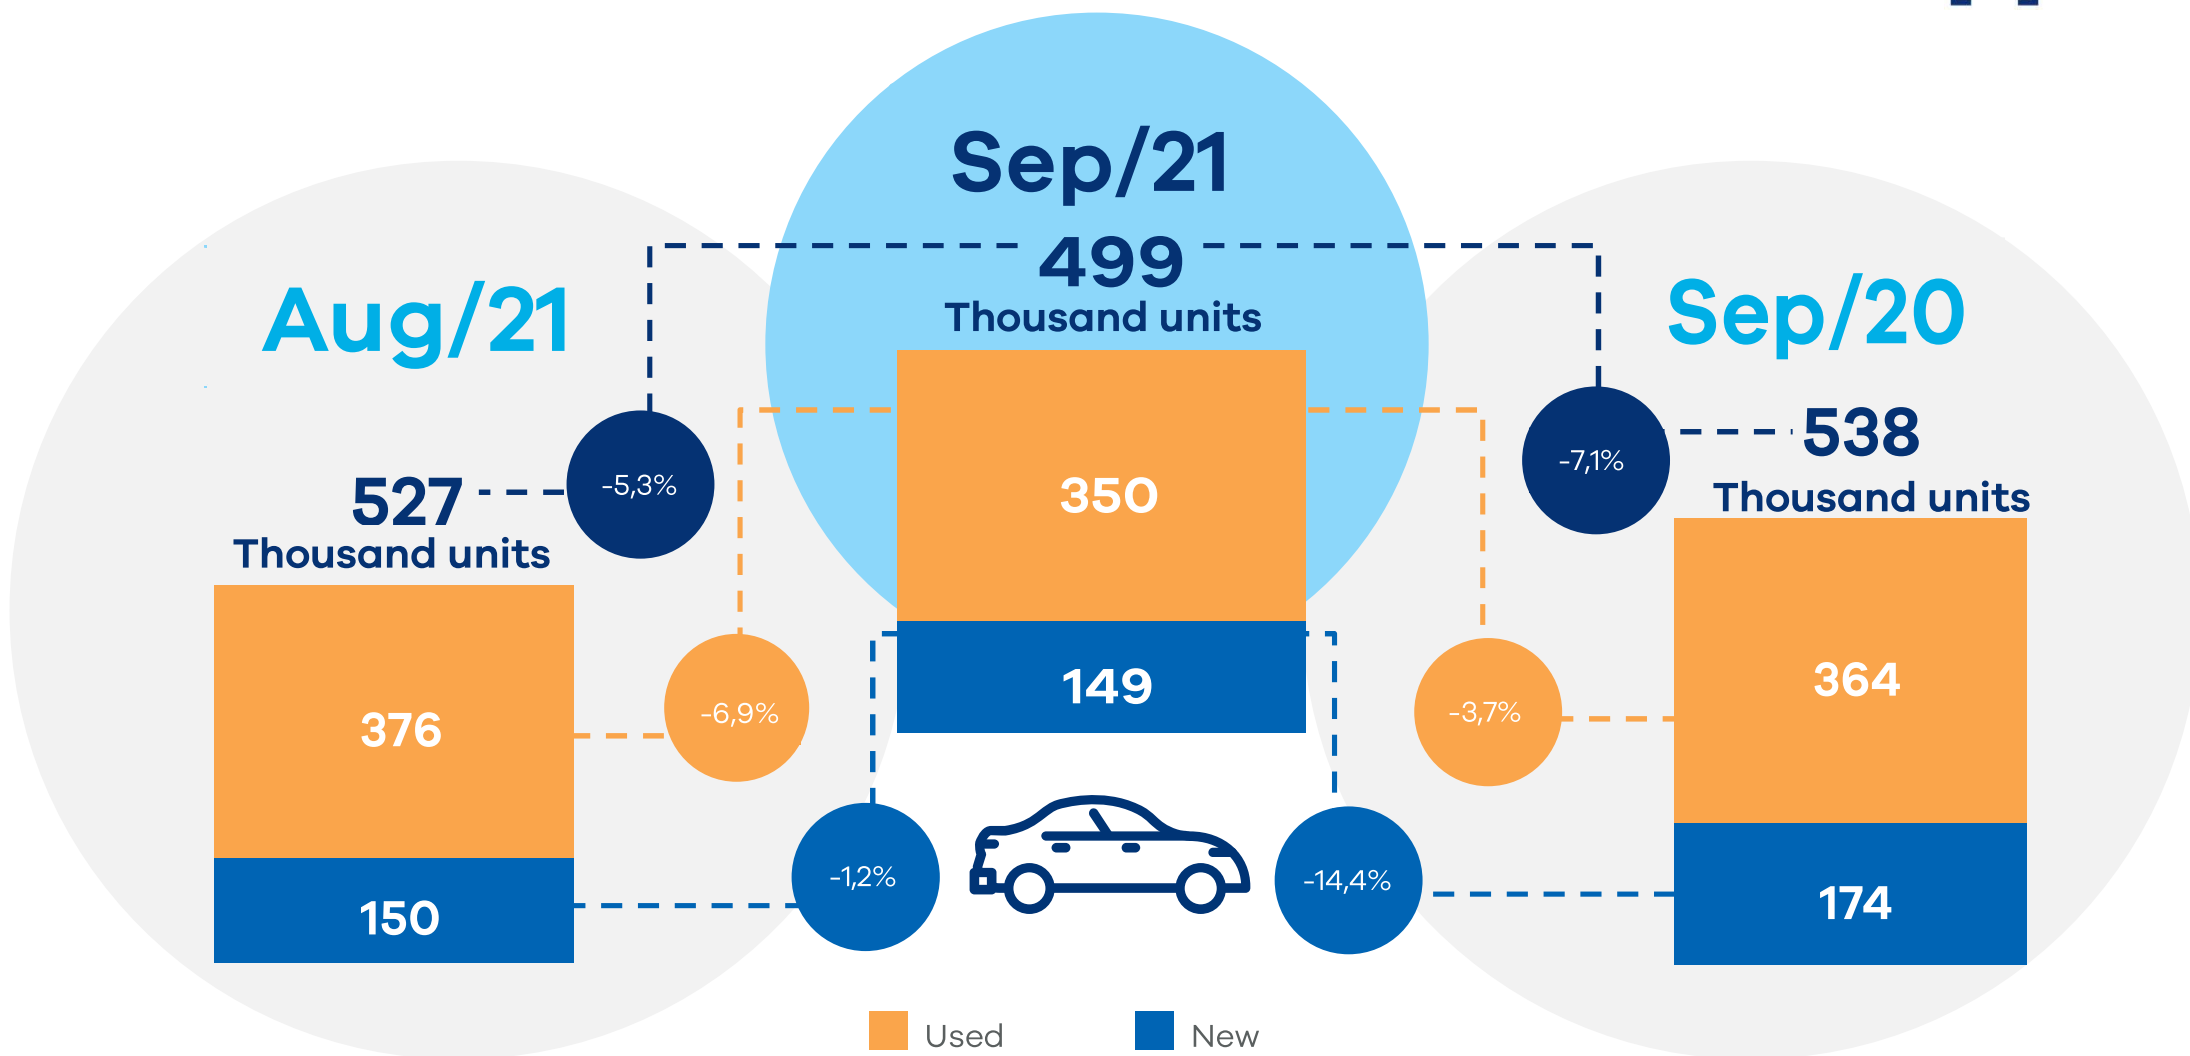 Sep/21
499
Thousand units
Aug/21
Sep/20
538
Thousand units
-7,1%
527
Thousand units
-5,3%
350
149
376
150
-6,9%
-1,2%
-3,7%
-14,4%
364
174
Used
New